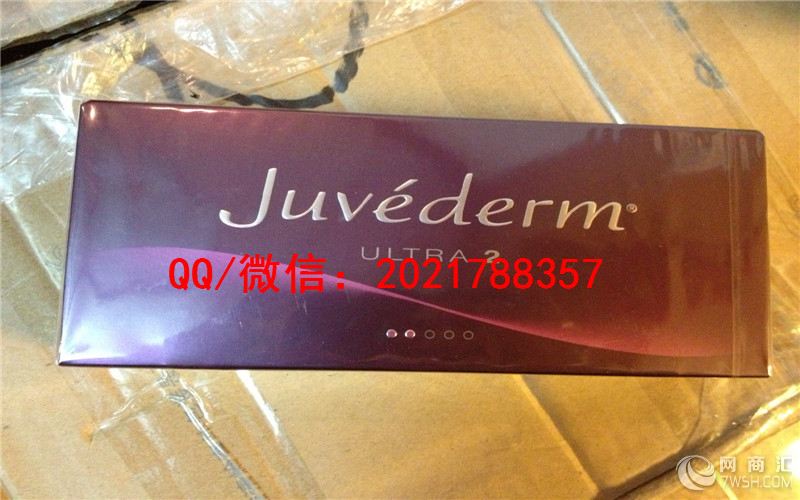 Juvéderm®
ULTRA 2
QQ/微信：2021788357
网商汇
7WSH.COM